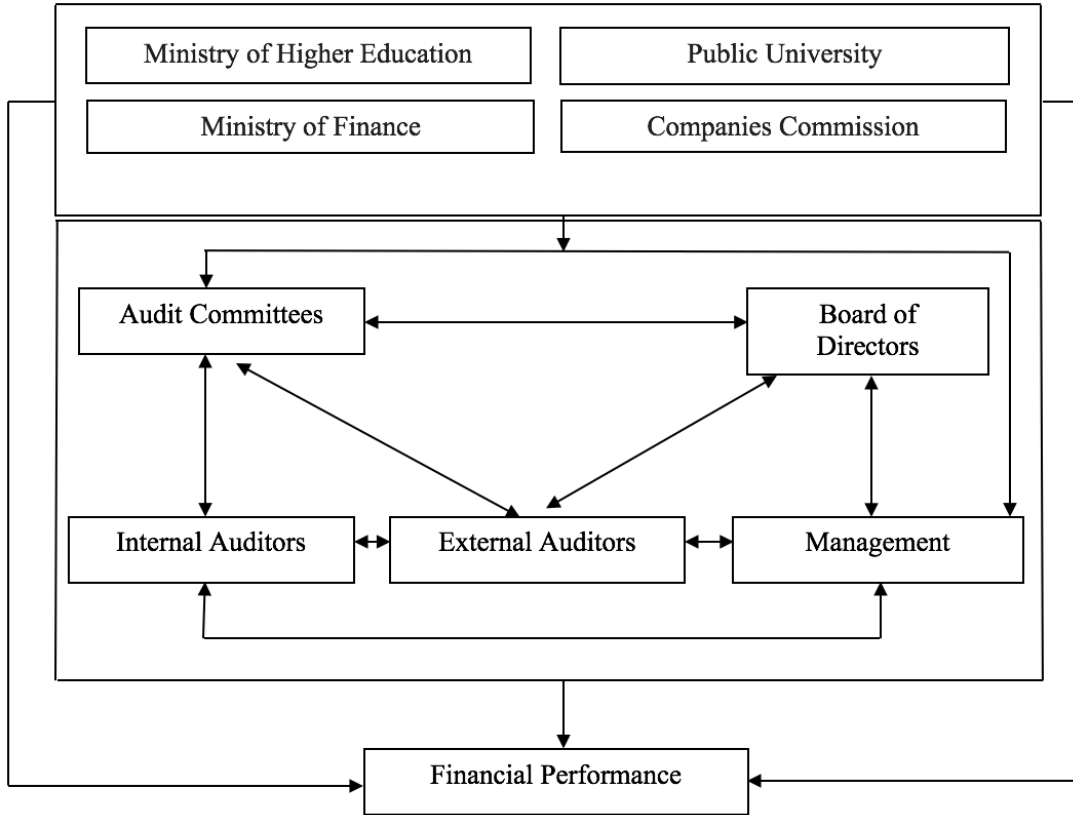 Ministry of Higher Education
Public University
Ministry of Finance
Companies Commission
Audit Committees
Board of
Directors
Internal Auditors
External Auditors
Management
Financial Performance